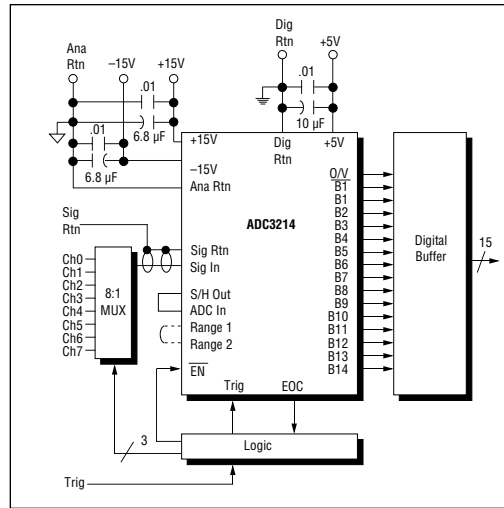 Ana
Rtn
–15V
+15V
Dig
Rtn
+5V
.01
.01
6.8 µF
6.8 µF
.01
10 µF
+15V
–15V
Ana Rtn
Dig
Rtn
+5V
ADC3214
Sig
Rtn
Sig Rtn
Sig In
S/H Out
ADC In
Range 1
Range 2
EN
Trig
EOC
Ch0
Ch1
Ch2
Ch3
Ch4
Ch5
Ch6
Ch7
8:1
MUX
O/V
B1
B1
B2
B3
B4
B5
B6
B7
B8
B9
B10
B11
B12
B13
B14
Digital
Buffer
15
3
Logic
Trig